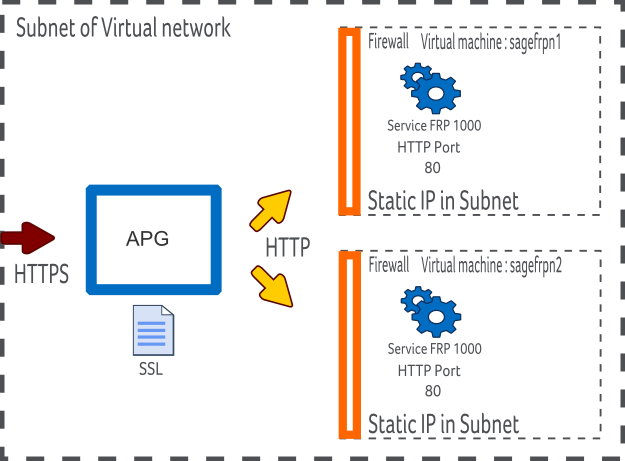 Subnet of Virtual network
Firewall Virtual machine : sagefrpn1
Service FRP 1000
HTTP Port
80
Static IP in Subnet
APG
HTTPS
HTTP
SSL
Firewall Virtual machine : sagefrpn2
Service FRP 1000
HTTP Port
80
Static IP in Subnet